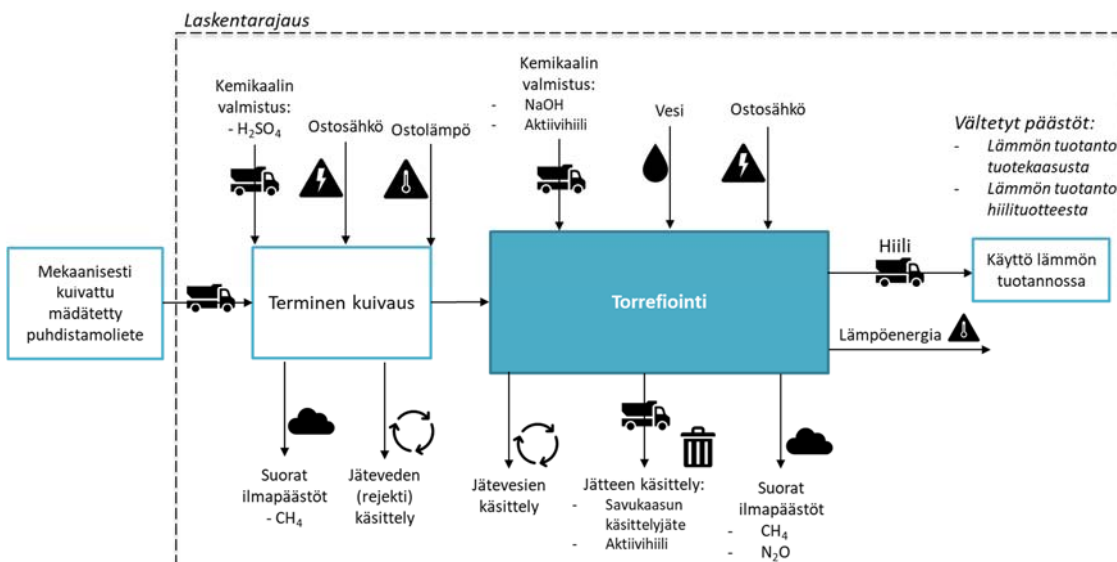 Laskentarajaus
Kemikaalin
valmistus:
- H₂SO₄
Ostosähkö
Ostolämpö
Kemikaalin
valmistus:
- NaOH
- Aktiivihiili
Vesi
Ostosähkö
Vältetyt päästöt:
- Lämmön tuotanto
tuotekaasusta
- Lämmön tuotanto
hiilituotteesta
Mekaanisesti
kuivattu
mädätetty
puhdistamoliete
Terminen kuivaus
Torrefiointi
Hiili
Käyttö lämmön
tuotannossa
Lämpöenergia
Suorat
ilmapäästöt
- CH₄
Jäteveden
(rejekti)
käsittely
Jätevesien
käsittely
Jätteen käsittely:
- Savukaasun
käsittelyjäte
- Aktiivihiili
Suorat
ilmapäästöt
- CH₄
- N₂O